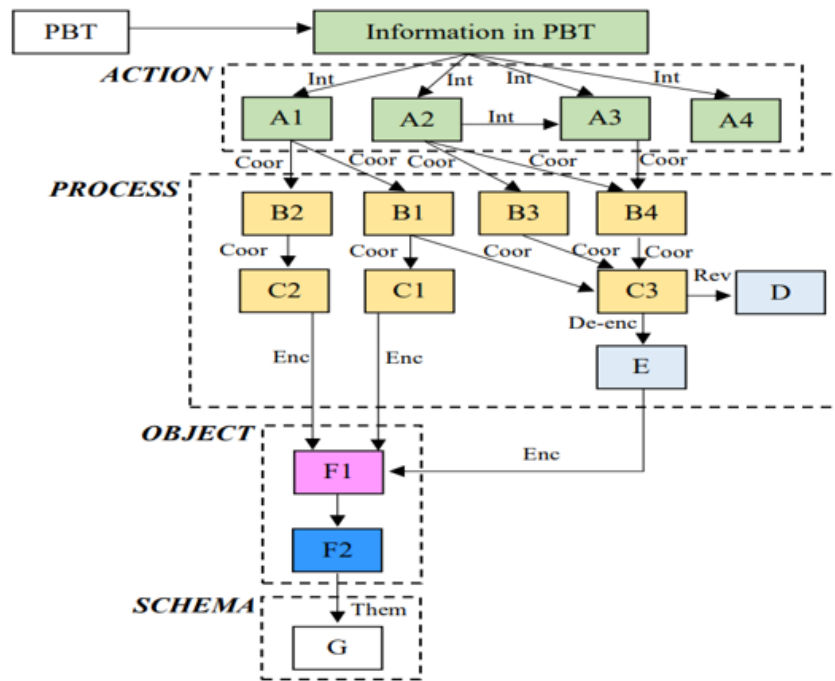 PBT
Information in PBT
ACTION
Int
Int
Int
Int
A1
A2
Int
A3
A4
Coor
Coor
Coor
Coor
Coor
PROCESS
B2
B1
B3
B4
Coor
Coor
Coor
Coor
Coor
C2
C1
C3
Rev
D
De-enc
Enc
Enc
E
OBJECT
Enc
F1
F2
SCHEMA
Them
G